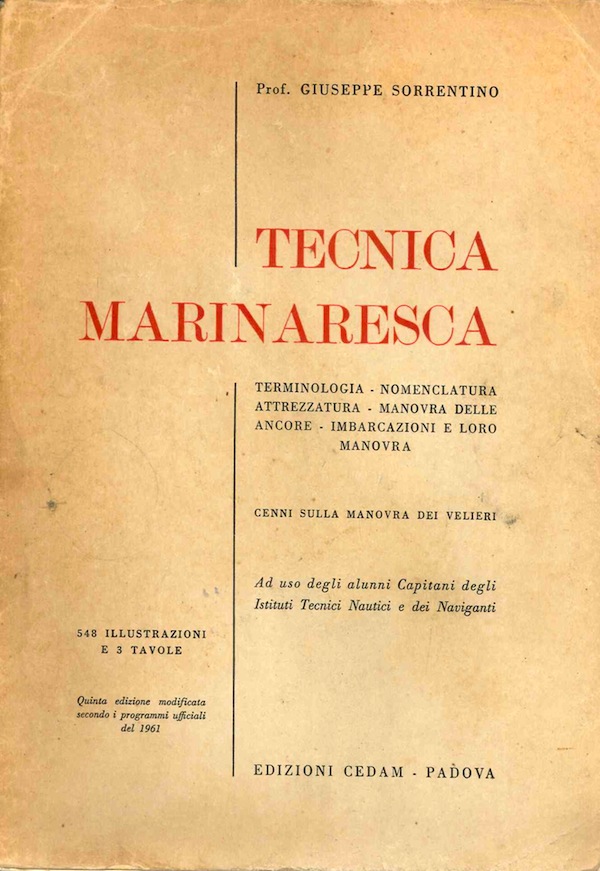 Prof. GIUSEPPE SORRENTINO
TECNICA
MARINARESCA
TERMINOLOGIA - NOMENCLATURA
ATTREZZATURA - MANOVRA DELLE
ANCORE - IMBARCAZIONI E LORO
MANOVRA
CENNI SULLA MANOVRA DEI VELIERI
Ad uso degli alunni Capitani degli
Istituti Tecnici Nautici e dei Naviganti
548 ILLUSTRAZIONI
E 3 TAVOLE
Quinta edizione modificata
secondo i programmi ufficiali
del 1961
EDIZIONI CEDAM - PADOVA